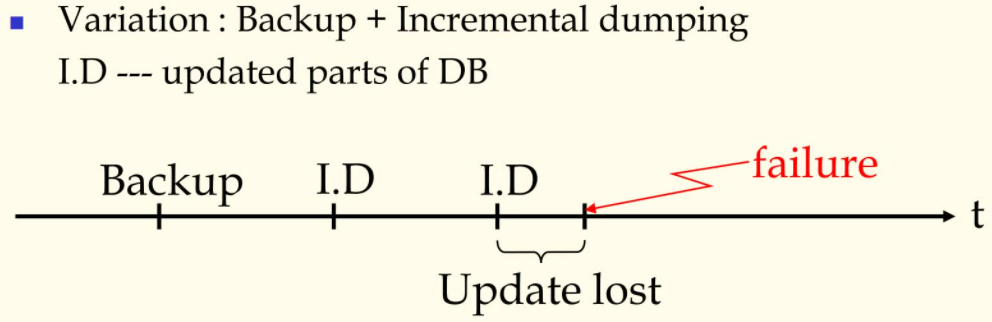 Variation : Backup + Incremental dumping
I.D --- updated parts of DB
failure
Backup I.D I.D
t
Update lost